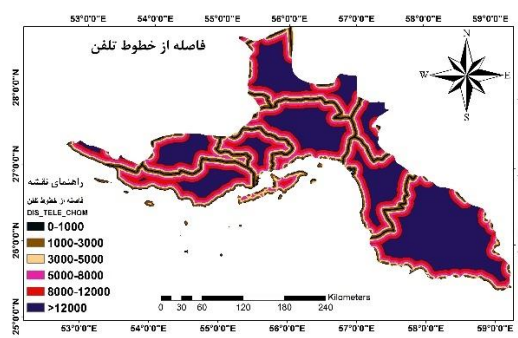 53°0'0"E 54°0'0"E 55°0'0"E 56°0'0"E 57°0'0"E 58°0'0"E 59°0'0"E
فاصله از خطوط تلفن
N
W E
S
28°0'0"N
27°0'0"N
26°0'0"N
25°0'0"N
راهنمای نقشه
فاصله از خطوط تلفن
DIS_TELE_CHQM
0-1000
1000-3000
3000-5000
5000-8000
8000-12000
>12000
Kilometers
0 15 30 60 120 180 240
53°0'0"E 54°0'0"E 55°0'0"E 56°0'0"E 57°0'0"E 58°0'0"E 59°0'0"E